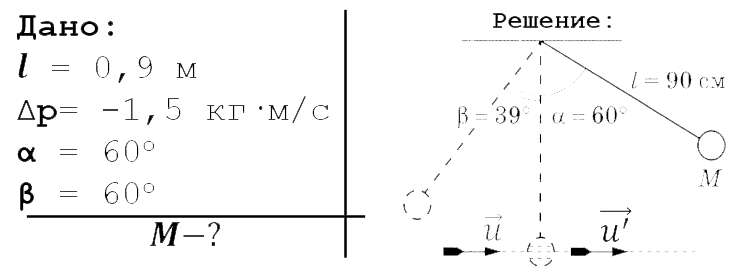 Дано:
l = 0,9 м
Δp= -1,5 кг·м/с
α = 60°
β = 60°
M–?
Решение:
l = 90 см
β = 39° α = 60°
M
u⃗ u⃗'